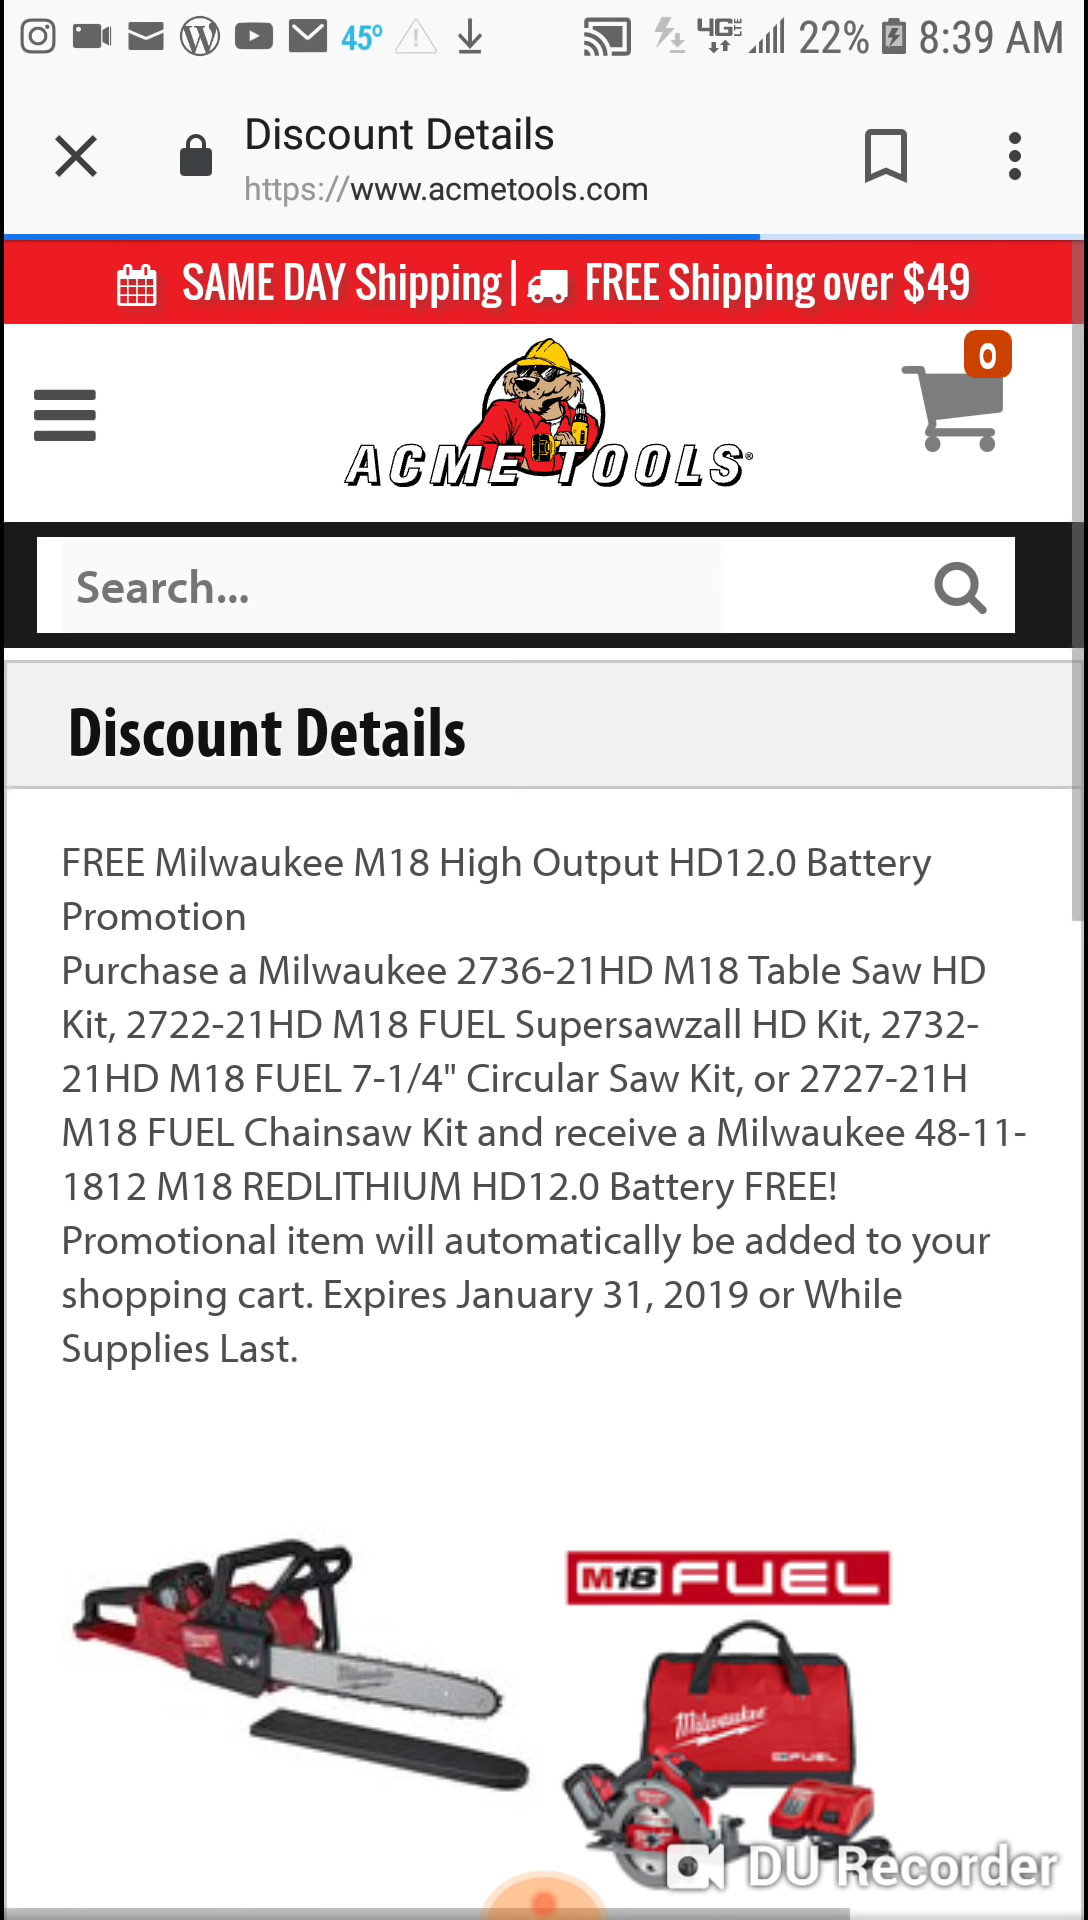 45° 4G LTE 22% 8:39 AM
Discount Details
https://www.acmetools.com
SAME DAY Shipping | FREE Shipping over $49
0
ACME TOOLS®
Search...
Discount Details
FREE Milwaukee M18 High Output HD12.0 Battery
Promotion
Purchase a Milwaukee 2736-21HD M18 Table Saw HD
Kit, 2722-21HD M18 FUEL Supersawzall HD Kit, 2732-
21HD M18 FUEL 7-1/4" Circular Saw Kit, or 2727-21H
M18 FUEL Chainsaw Kit and receive a Milwaukee 48-11-
1812 M18 REDLITHIUM HD12.0 Battery FREE!
Promotional item will automatically be added to your
shopping cart. Expires January 31, 2019 or While
Supplies Last.
M18 FUEL
Milwaukee
Milwaukee
FUEL
DU Recorder